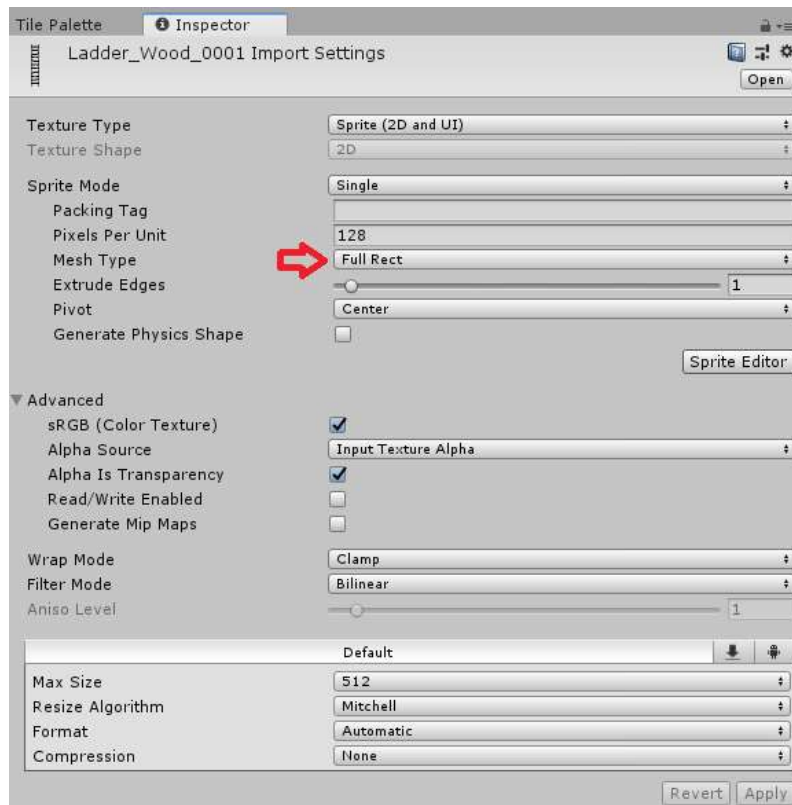 Tile Palette Inspector
Ladder_Wood_0001 Import Settings
Open
Texture Type Sprite (2D and UI)
Texture Shape 2D
Sprite Mode Single
Packing Tag
Pixels Per Unit 128
Mesh Type Full Rect
Extrude Edges 1
Pivot Center
Generate Physics Shape
Sprite Editor
Advanced
sRGB (Color Texture)
Alpha Source Input Texture Alpha
Alpha Is Transparency
Read/Write Enabled
Generate Mip Maps
Wrap Mode Clamp
Filter Mode Bilinear
Aniso Level 1
Default
Max Size 512
Resize Algorithm Mitchell
Format Automatic
Compression None
Revert Apply